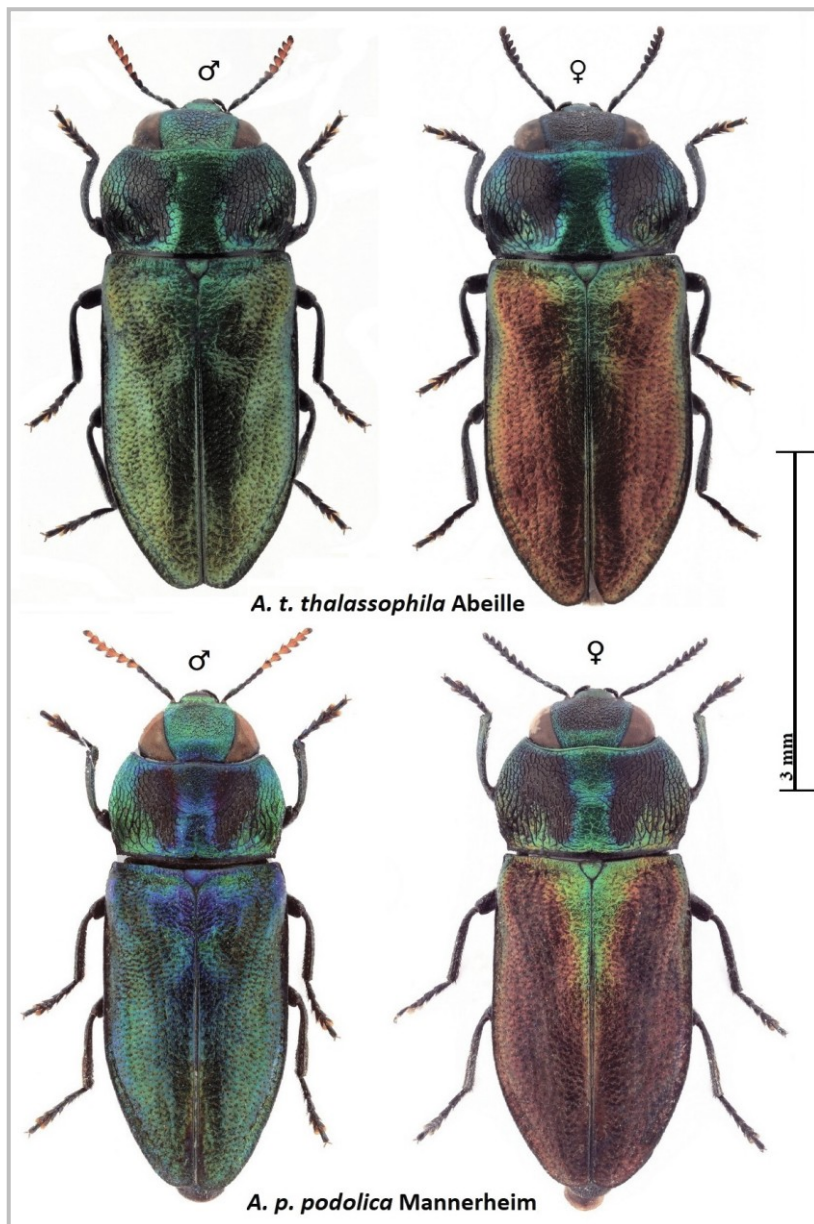 ♂ ♀
A. t. thalassophila Abeille
♂ ♀
3 mm
A. p. podolica Mannerheim